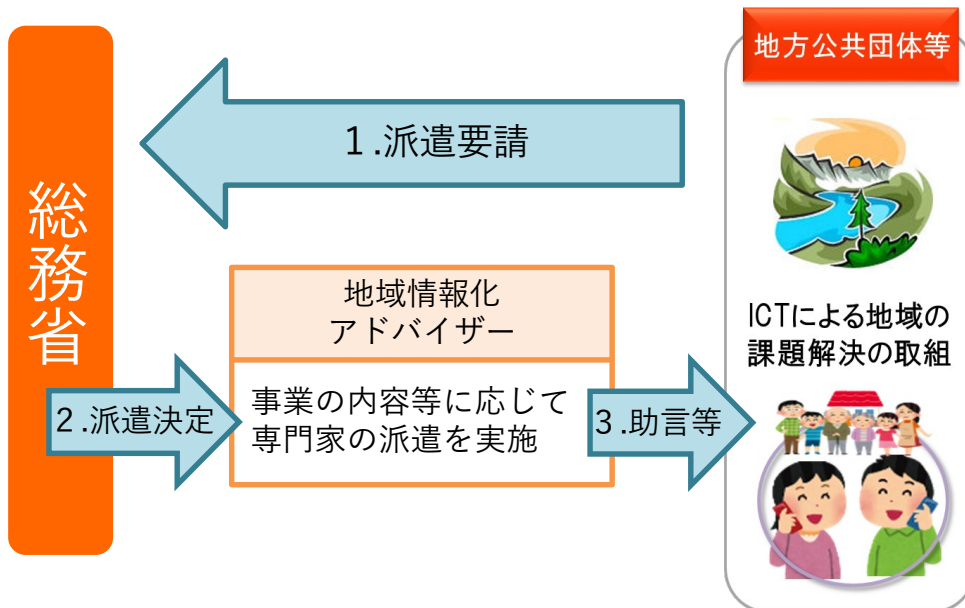 地方公共団体等
総務省
１.派遣要請
地域情報化
アドバイザー
事業の内容等に応じて
専門家の派遣を実施
２.派遣決定
３.助言等
ICTによる地域の
課題解決の取組